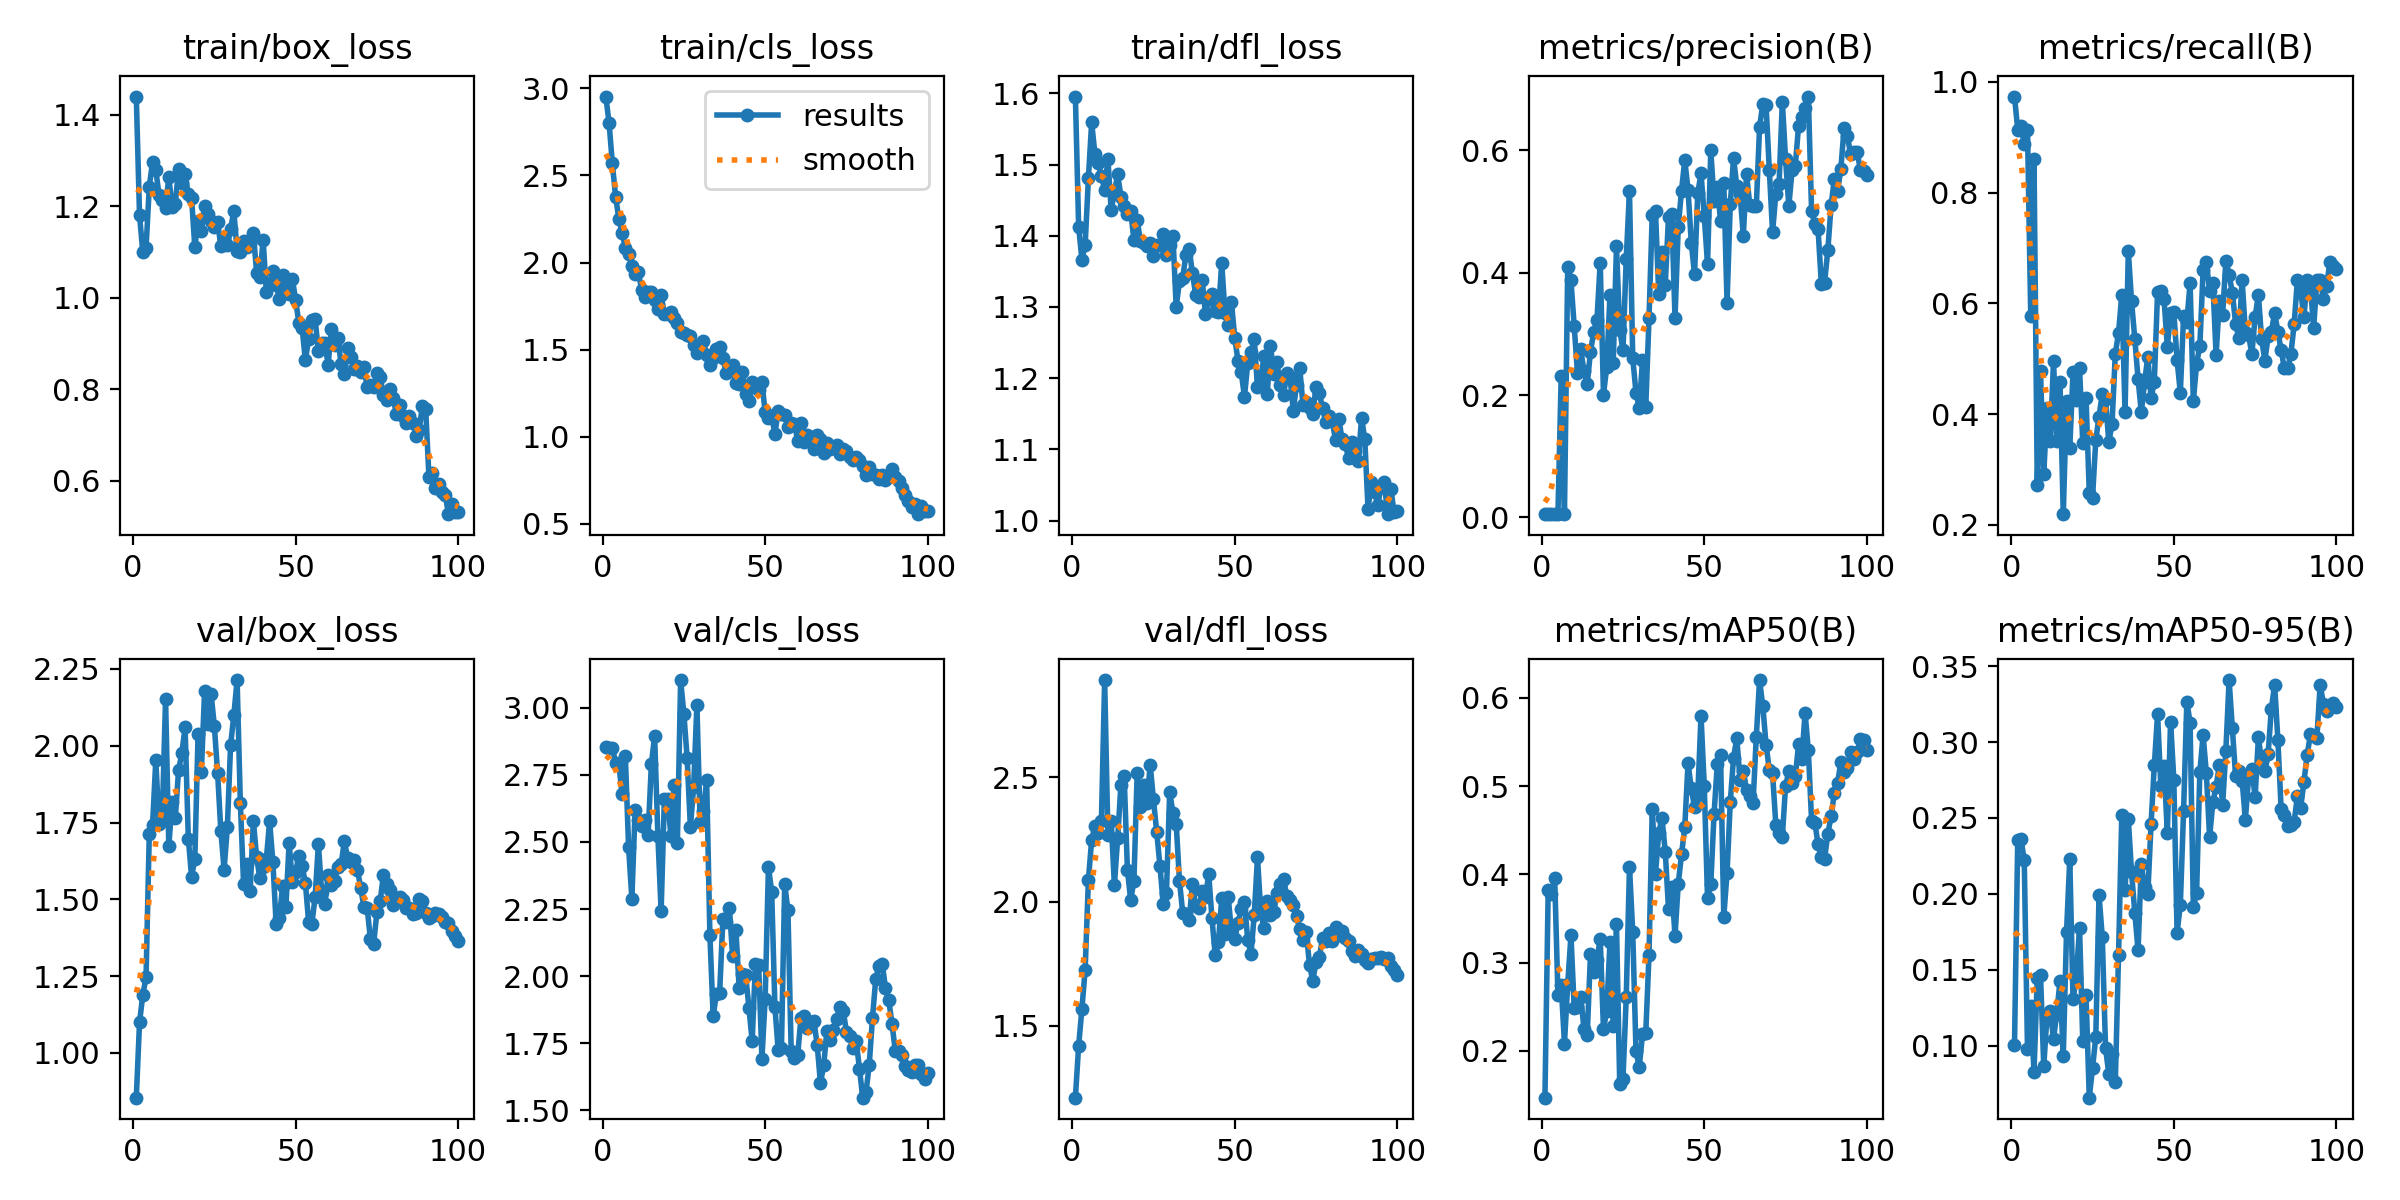 train/box_loss
1.4
1.2
1.0
0.8
0.6
0 50 100
train/cls_loss
results
smooth
3.0
2.5
2.0
1.5
1.0
0.5
0 50 100
train/dfl_loss
1.6
1.5
1.4
1.3
1.2
1.1
1.0
0 50 100
metrics/precision(B)
0.6
0.4
0.2
0.0
0 50 100
metrics/recall(B)
1.0
0.8
0.6
0.4
0.2
0 50 100
val/box_loss
2.25
2.00
1.75
1.50
1.25
1.00
0 50 100
val/cls_loss
3.00
2.75
2.50
2.25
2.00
1.75
1.50
0 50 100
val/dfl_loss
2.5
2.0
1.5
0 50 100
metrics/mAP50(B)
0.6
0.5
0.4
0.3
0.2
0 50 100
metrics/mAP50-95(B)
0.35
0.30
0.25
0.20
0.15
0.10
0 50 100